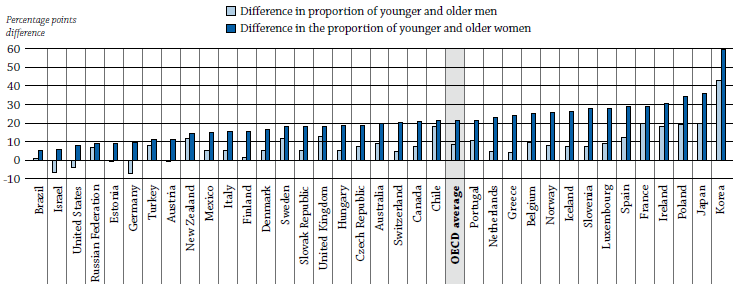 Percentage points
difference
Difference in proportion of younger and older men
Difference in the proportion of younger and older women
60
50
40
30
20
10
0
-10
Brazil
Israel
United States
Russian Federation
Estonia
Germany
Turkey
Austria
New Zealand
Mexico
Italy
Finland
Denmark
Sweden
Slovak Republic
United Kingdom
Hungary
Czech Republic
Australia
Switzerland
Canada
Chile
OECD average
Portugal
Netherlands
Greece
Belgium
Norway
Iceland
Slovenia
Luxembourg
Spain
France
Ireland
Poland
Japan
Korea